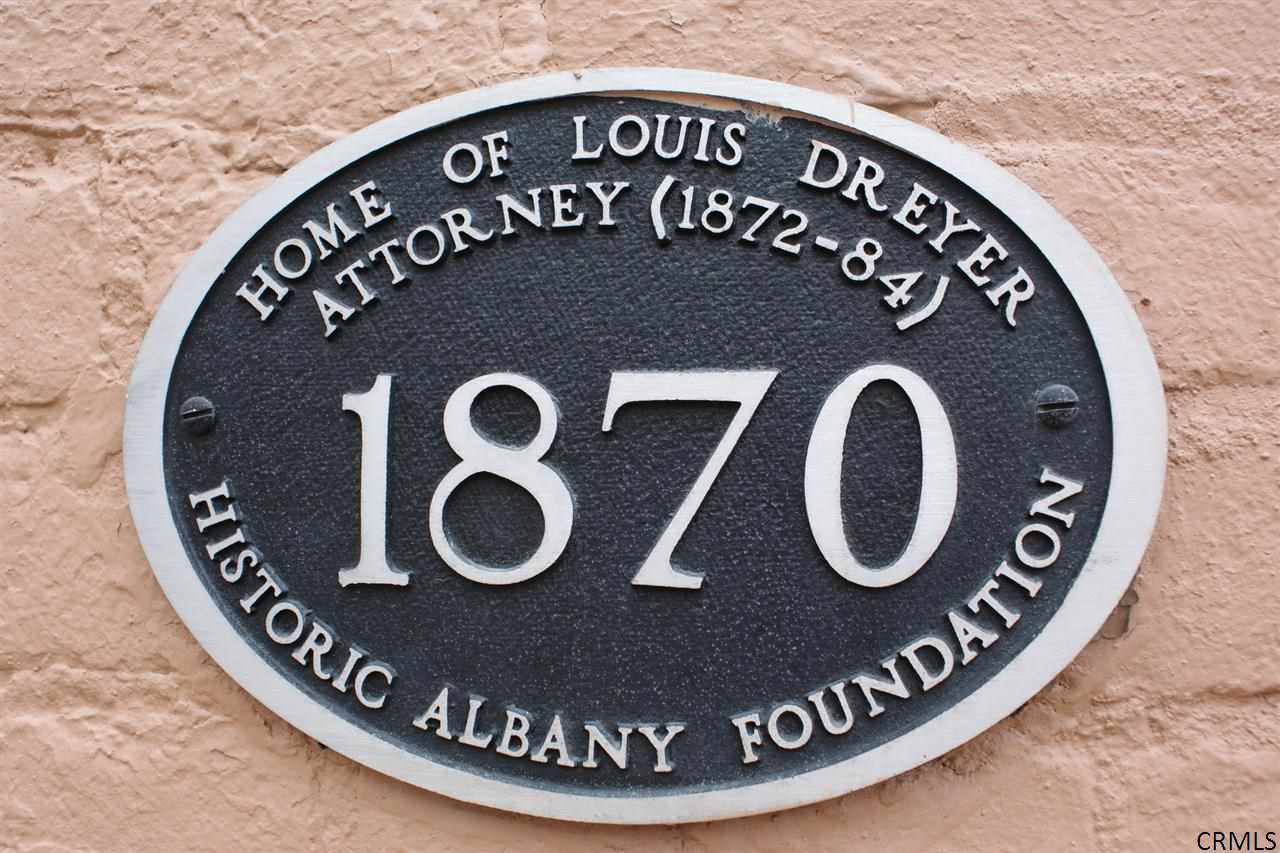 HOME OF LOUIS DREYER
ATTORNEY (1872-84)
1870
HISTORIC ALBANY FOUNDATION
CRMLS